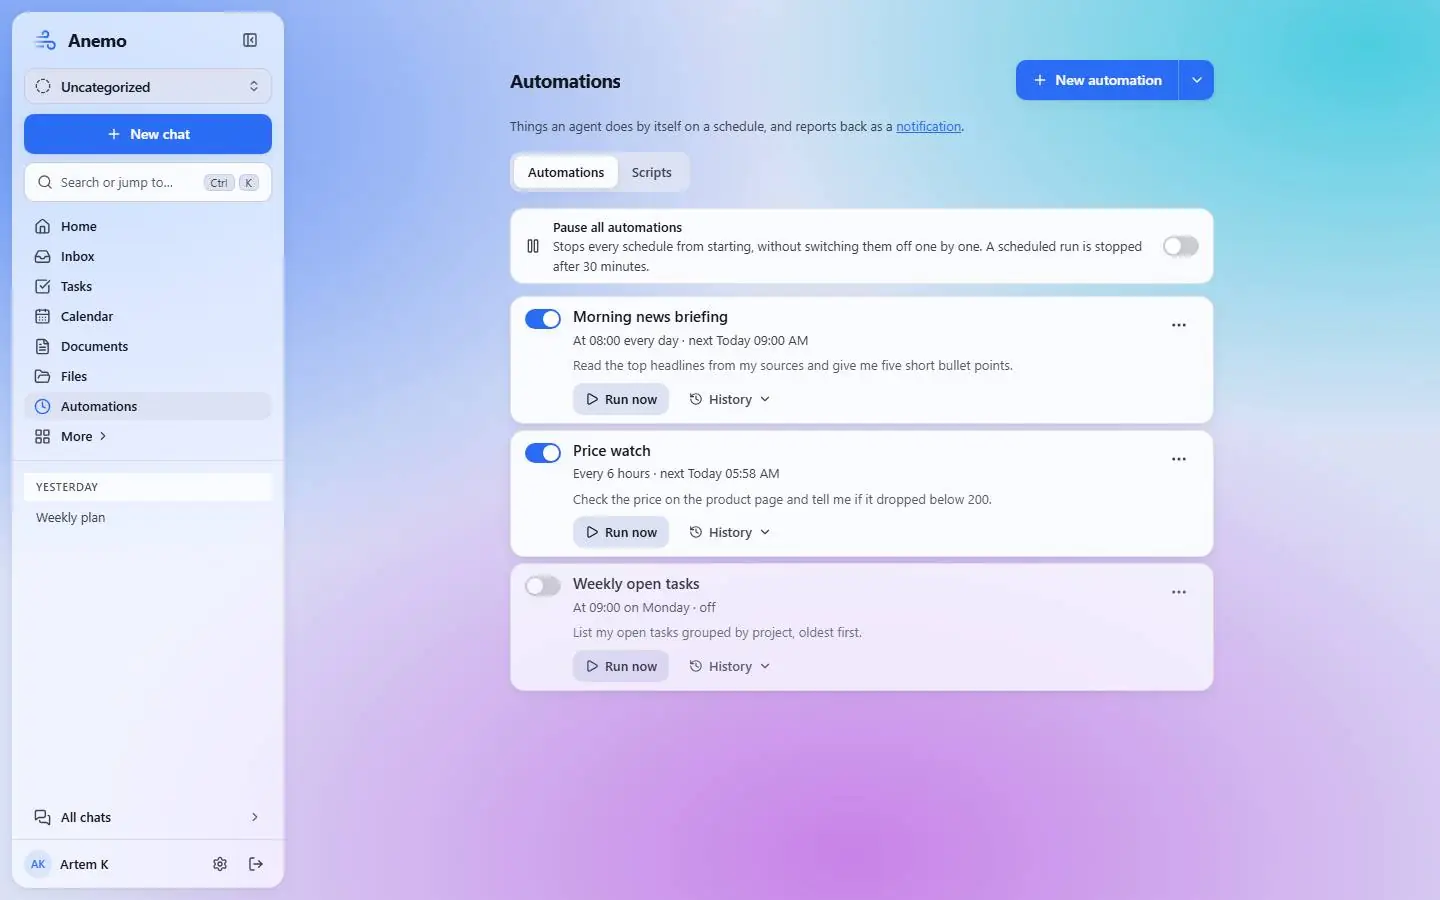 Anemo
Uncategorized
New chat
Search or jump to... Ctrl K
Home
Inbox
Tasks
Calendar
Documents
Files
Automations
More
YESTERDAY
Weekly plan
All chats
AK Artem K
Automations
New automation
Things an agent does by itself on a schedule, and reports back as a notification.
Automations Scripts
Pause all automations
Stops every schedule from starting, without switching them off one by one. A scheduled run is stopped
after 30 minutes.
Morning news briefing
At 08:00 every day · next Today 09:00 AM
Read the top headlines from my sources and give me five short bullet points.
Run now History
Price watch
Every 6 hours · next Today 05:58 AM
Check the price on the product page and tell me if it dropped below 200.
Run now History
Weekly open tasks
At 09:00 on Monday · off
List my open tasks grouped by project, oldest first.
Run now History